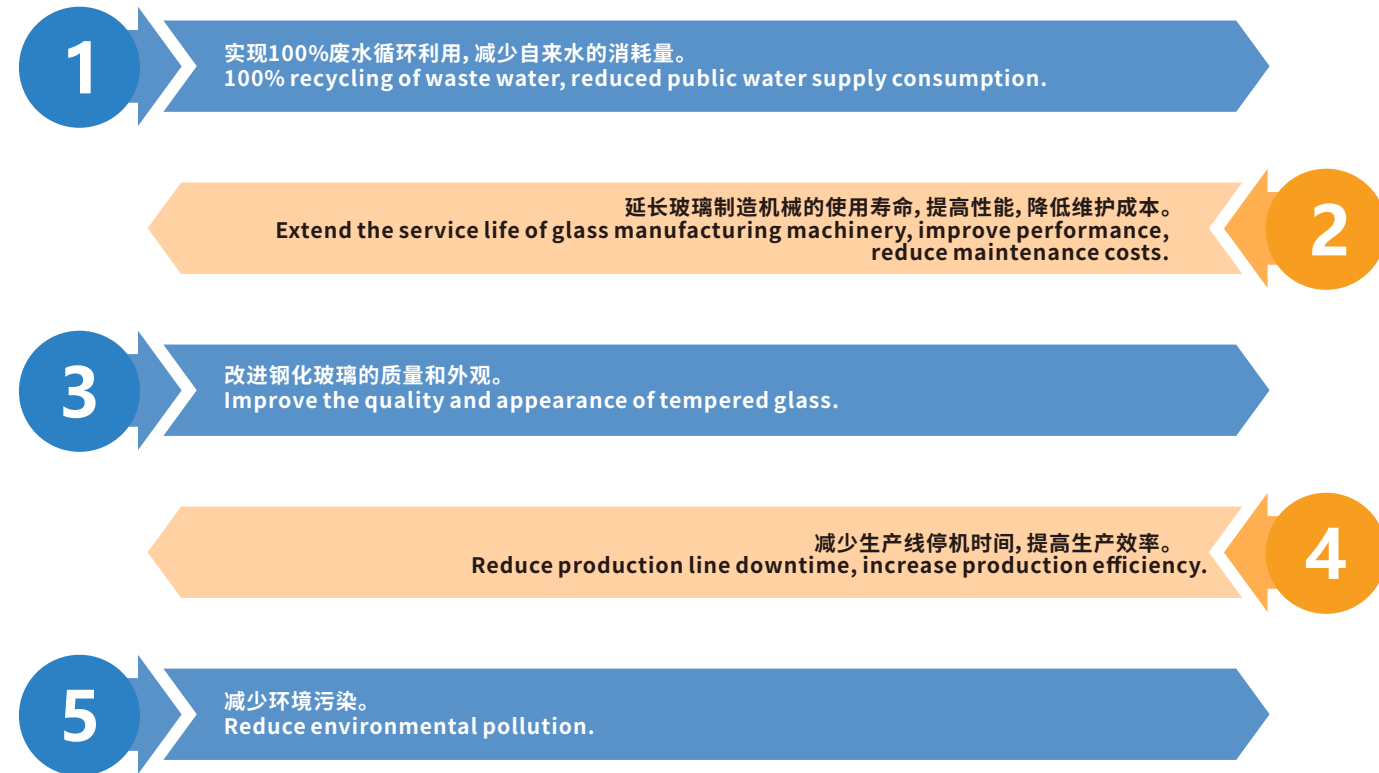 1
实现100%废水循环利用,减少自来水的消耗量。
100% recycling of waste water, reduced public water supply consumption.
延长玻璃制造机械的使用寿命,提高性能,降低维护成本。
Extend the service life of glass manufacturing machinery, improve performance,
reduce maintenance costs.
2
3
改进钢化玻璃的质量和外观。
Improve the quality and appearance of tempered glass.
减少生产线停机时间,提高生产效率。
Reduce production line downtime, increase production efficiency.
4
5
减少环境污染。
Reduce environmental pollution.